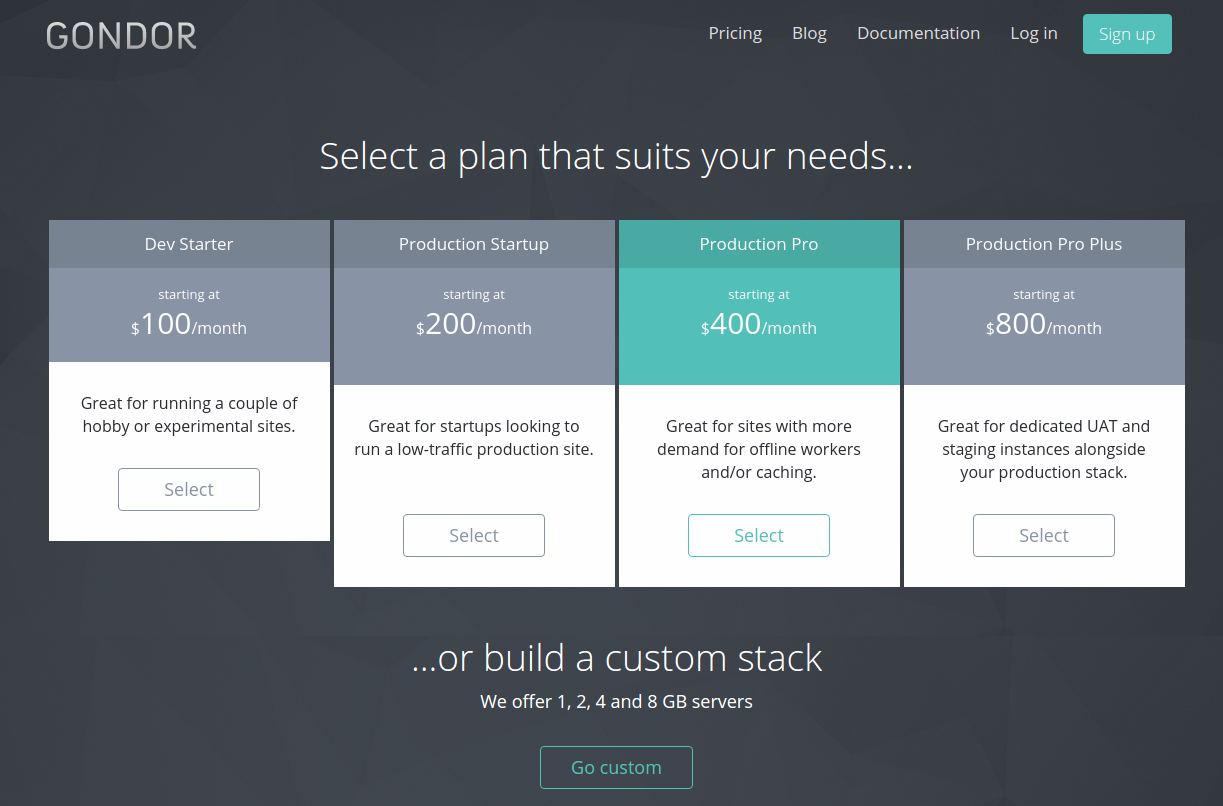 GONDOR
Pricing
Blog
Documentation
Log in
Sign up
Select a plan that suits your needs...
Dev Starter
starting at
$100/month
Great for running a couple of
hobby or experimental sites.
Select
Production Startup
starting at
$200/month
Great for startups looking to
run a low-traffic production site.
Select
Production Pro
starting at
$400/month
Great for sites with more
demand for offline workers
and/or caching.
Select
Production Pro Plus
starting at
$800/month
Great for dedicated UAT and
staging instances alongside
your production stack.
Select
...or build a custom stack
We offer 1, 2, 4 and 8 GB servers
Go custom